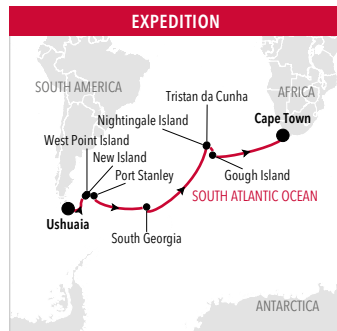 EXPEDITION
SOUTH AMERICA
AFRICA
Tristan da Cunha
Nightingale Island
Cape Town
West Point Island
New Island
Port Stanley
Gough Island
SOUTH ATLANTIC OCEAN
Ushuaia
South Georgia
ANTARCTICA